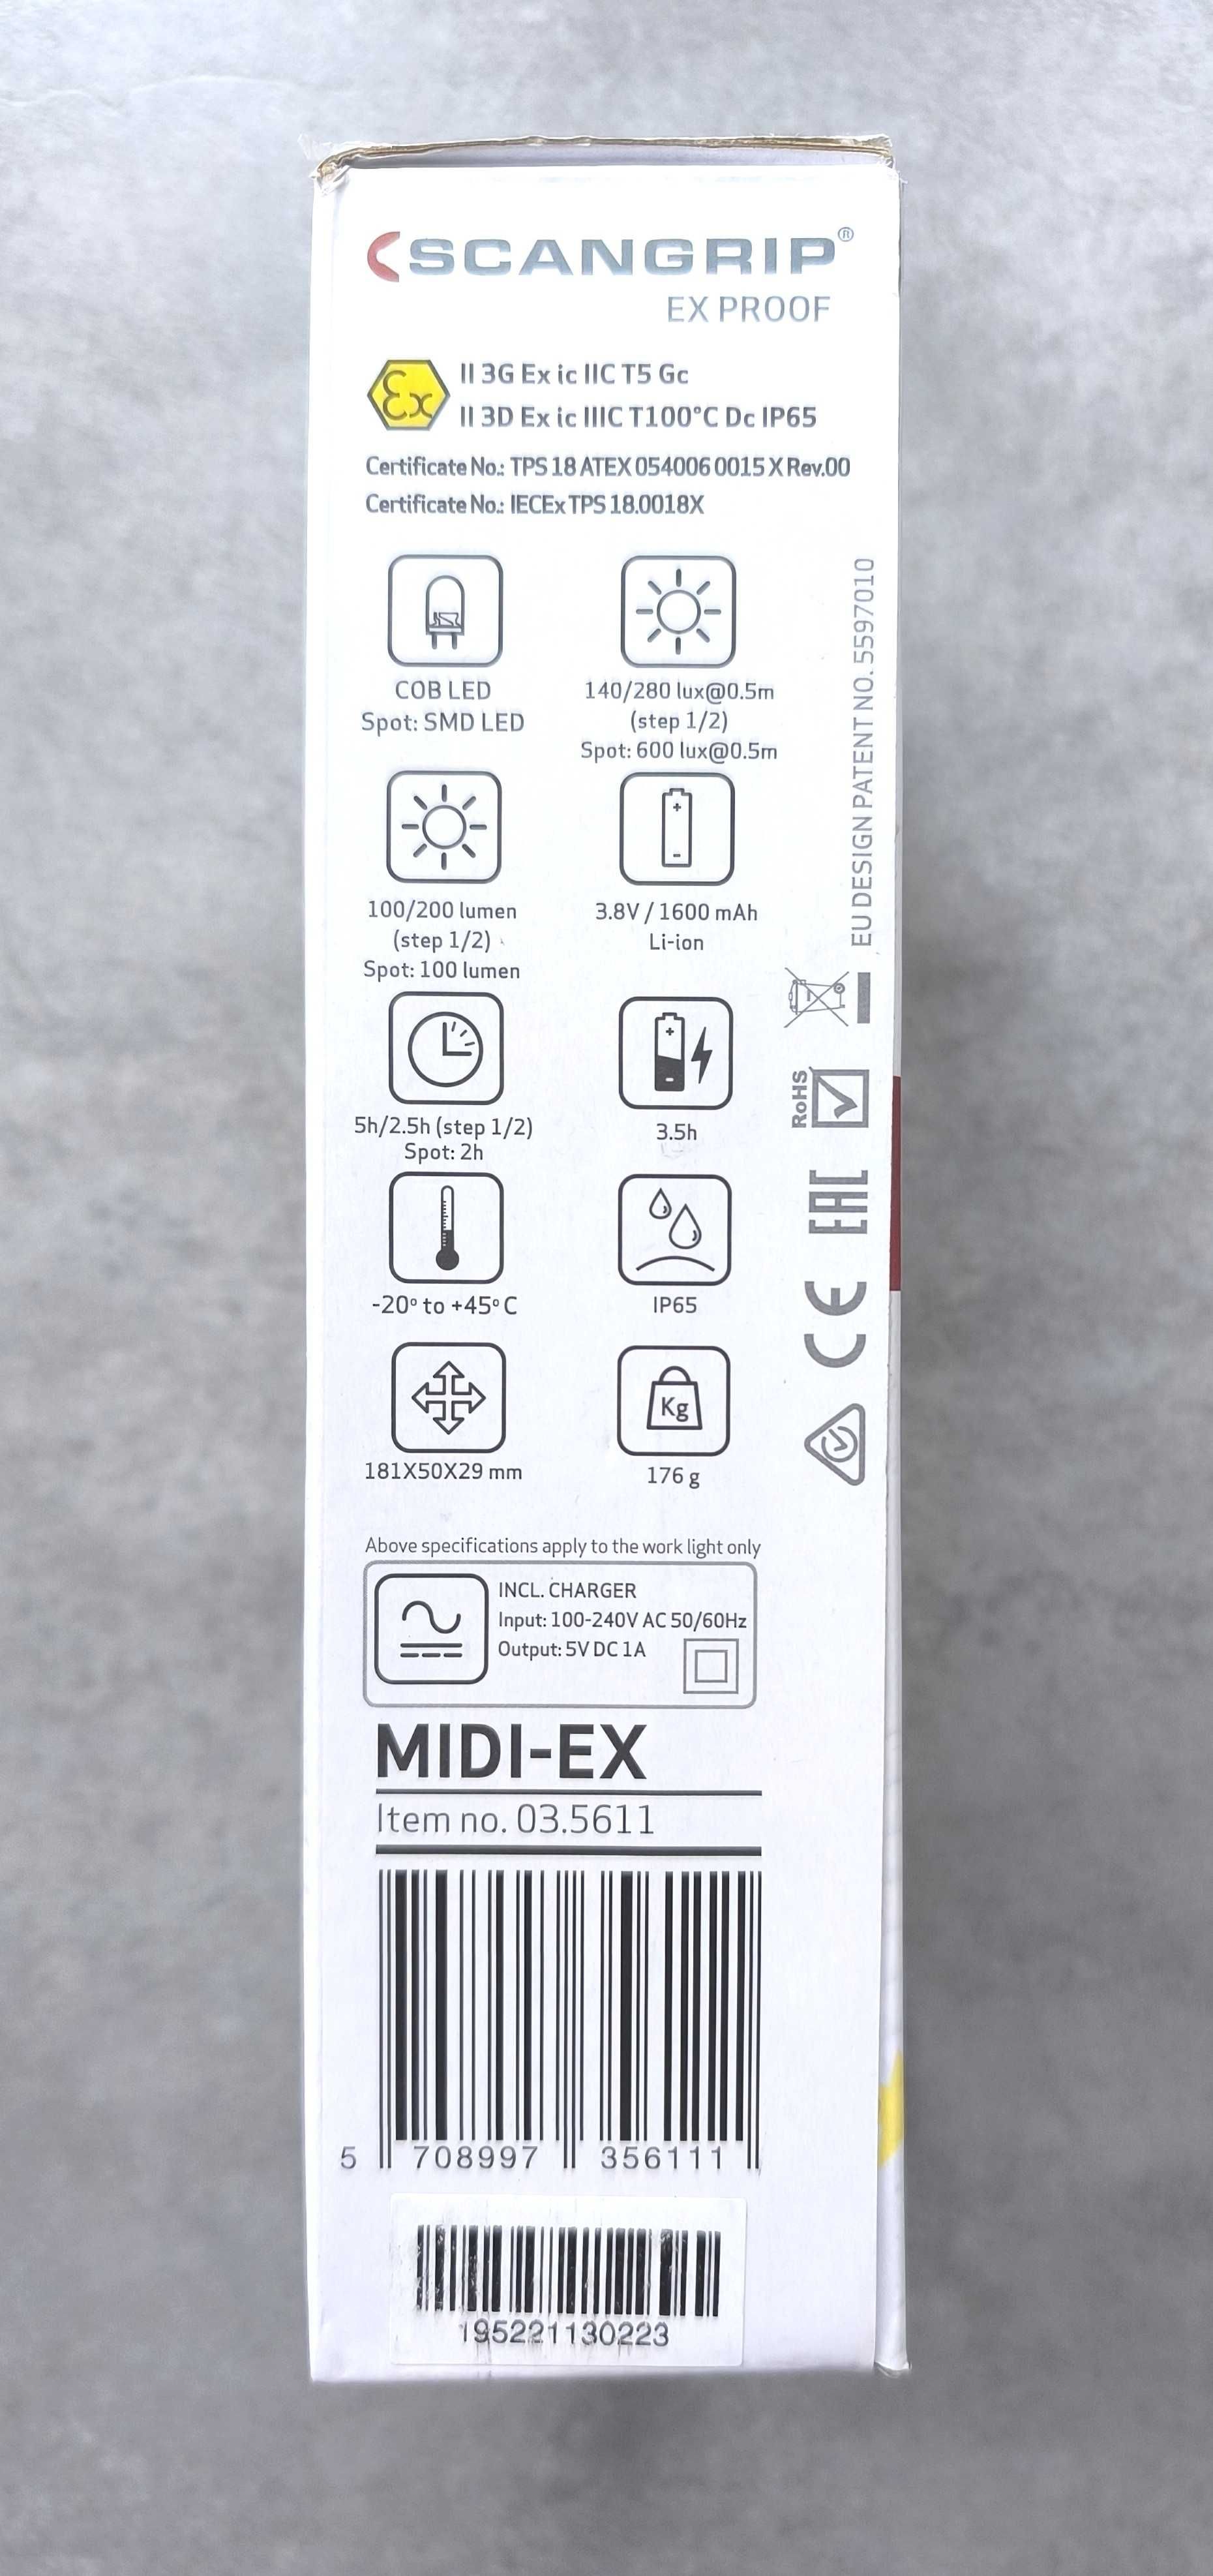 SCANGRIP®
EX PROOF
Ex
II 3G Ex ic IIC T5 Gc
II 3D Ex ic IIIC T100°C Dc IP65
Certificate No.: TPS 18 ATEX 054006 0015 X Rev.00
Certificate No.: IECEx TPS 18.0018X
COB LED
Spot: SMD LED
140/280 lux@0.5m
(step 1/2)
Spot: 600 lux@0.5m
100/200 lumen
(step 1/2)
Spot: 100 lumen
3.8V / 1600 mAh
Li-ion
5h/2.5h (step 1/2)
Spot: 2h
3.5h
-20° to +45° C
IP65
181X50X29 mm
Kg
176 g
EU DESIGN PATENT NO. 5597010
RoHS
EAC
CE
Above specifications apply to the work light only
INCL. CHARGER
Input: 100-240V AC 50/60Hz
Output: 5V DC 1A
MIDI-EX
Item no. 03.5611
5 708997 356111
195221130223